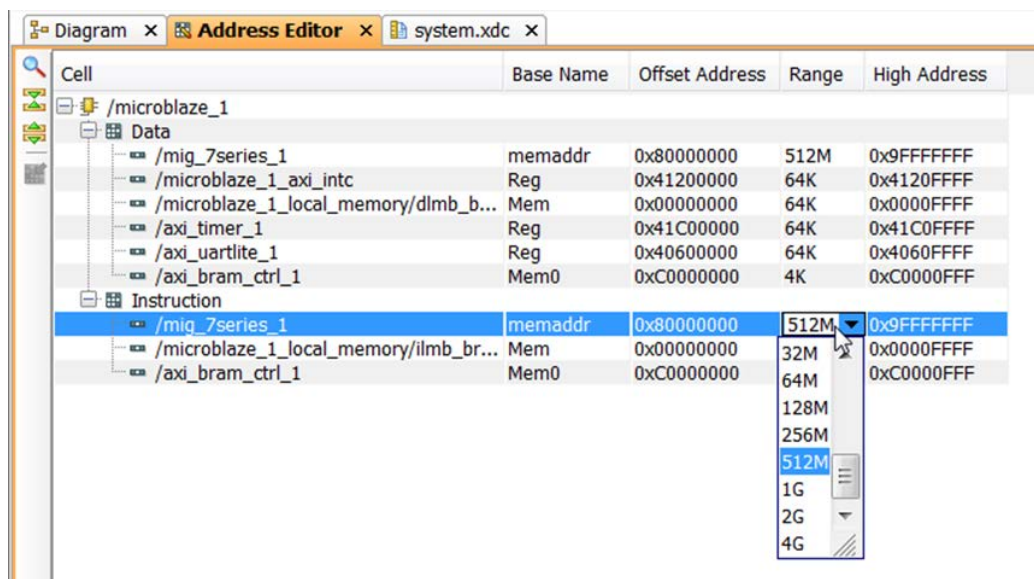 Diagram × Address Editor × system.xdc ×
Cell Base Name Offset Address Range High Address
/microblaze_1
Data
/mig_7series_1 memaddr 0x80000000 512M 0x9FFFFFFF
/microblaze_1_axi_intc Reg 0x41200000 64K 0x4120FFFF
/microblaze_1_local_memory/dlmb_b... Mem 0x00000000 64K 0x0000FFFF
/axi_timer_1 Reg 0x41C00000 64K 0x41C0FFFF
/axi_uartlite_1 Reg 0x40600000 64K 0x4060FFFF
/axi_bram_ctrl_1 Mem0 0xC0000000 4K 0xC0000FFF
Instruction
/mig_7series_1 memaddr 0x80000000 512M 0x9FFFFFFF
/microblaze_1_local_memory/ilmb_br... Mem 0x00000000 32M 0x0000FFFF
/axi_bram_ctrl_1 Mem0 0xC0000000 64M 0xC0000FFF
128M
256M
512M
1G
2G
4G